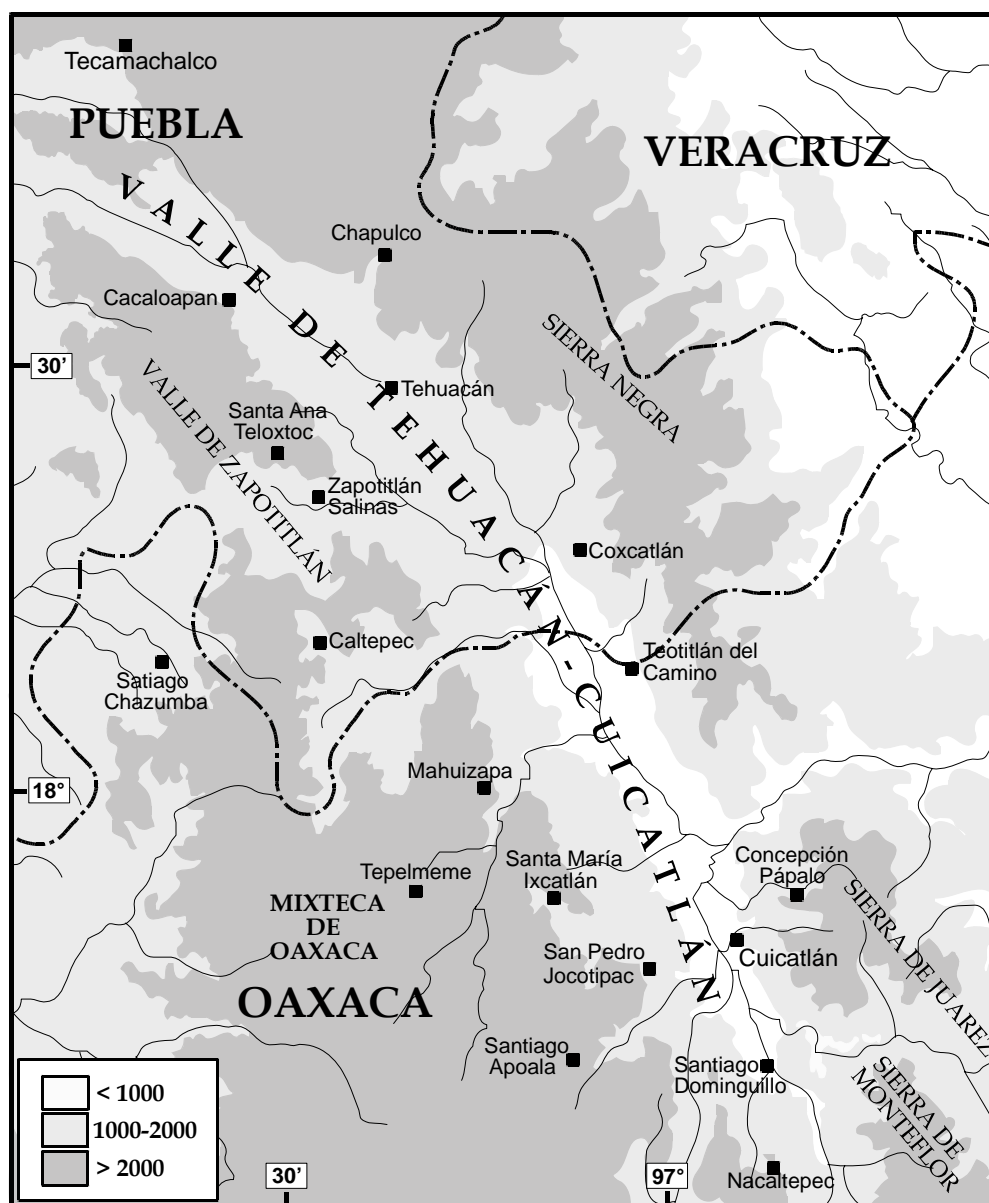 Tecamachalco
PUEBLA
VERACRUZ
VALLE DE TEHUACÁN-CUICATLÁN
Chapulco
Cacaloapan
SIERRA NEGRA
30'
VALLE DE ZAPOTITLÁN
Tehuacán
Santa Ana
Teloxtoc
Zapotitlán
Salinas
Coxcatlán
Caltepec
Teotitlán del
Camino
Satiago
Chazumba
Mahuizapa
18°
Tepelmeme
Santa María
Ixcatlán
Concepción
Pápalo
MIXTECA
DE
OAXACA
SIERRA DE JUAREZ
San Pedro
Jocotipac
Cuicatlán
OAXACA
Santiago
Apoala
Santiago
Dominguillo
SIERRA DE
MONTEFLOR
< 1000
1000-2000
> 2000
30'
97°
Nacaltepec